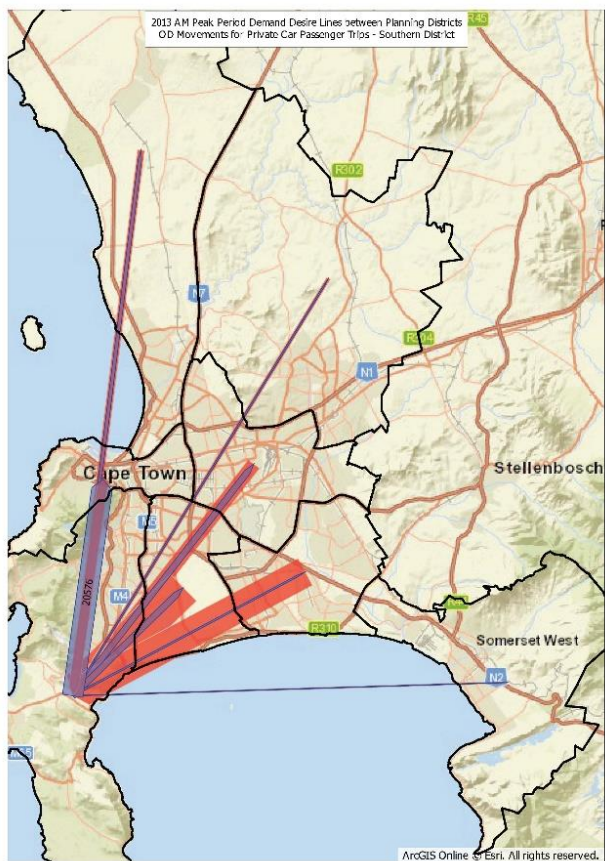 2013 AM Peak Period Demand Desire Lines between Planning Districts
OD Movements for Private Car Passenger Trips - Southern District
R45
R302
N7
R304
N1
Cape Town
Stellenbosch
20576
M4
R310
Somerset West
N2
ArcGIS Online © Esri. All rights reserved.